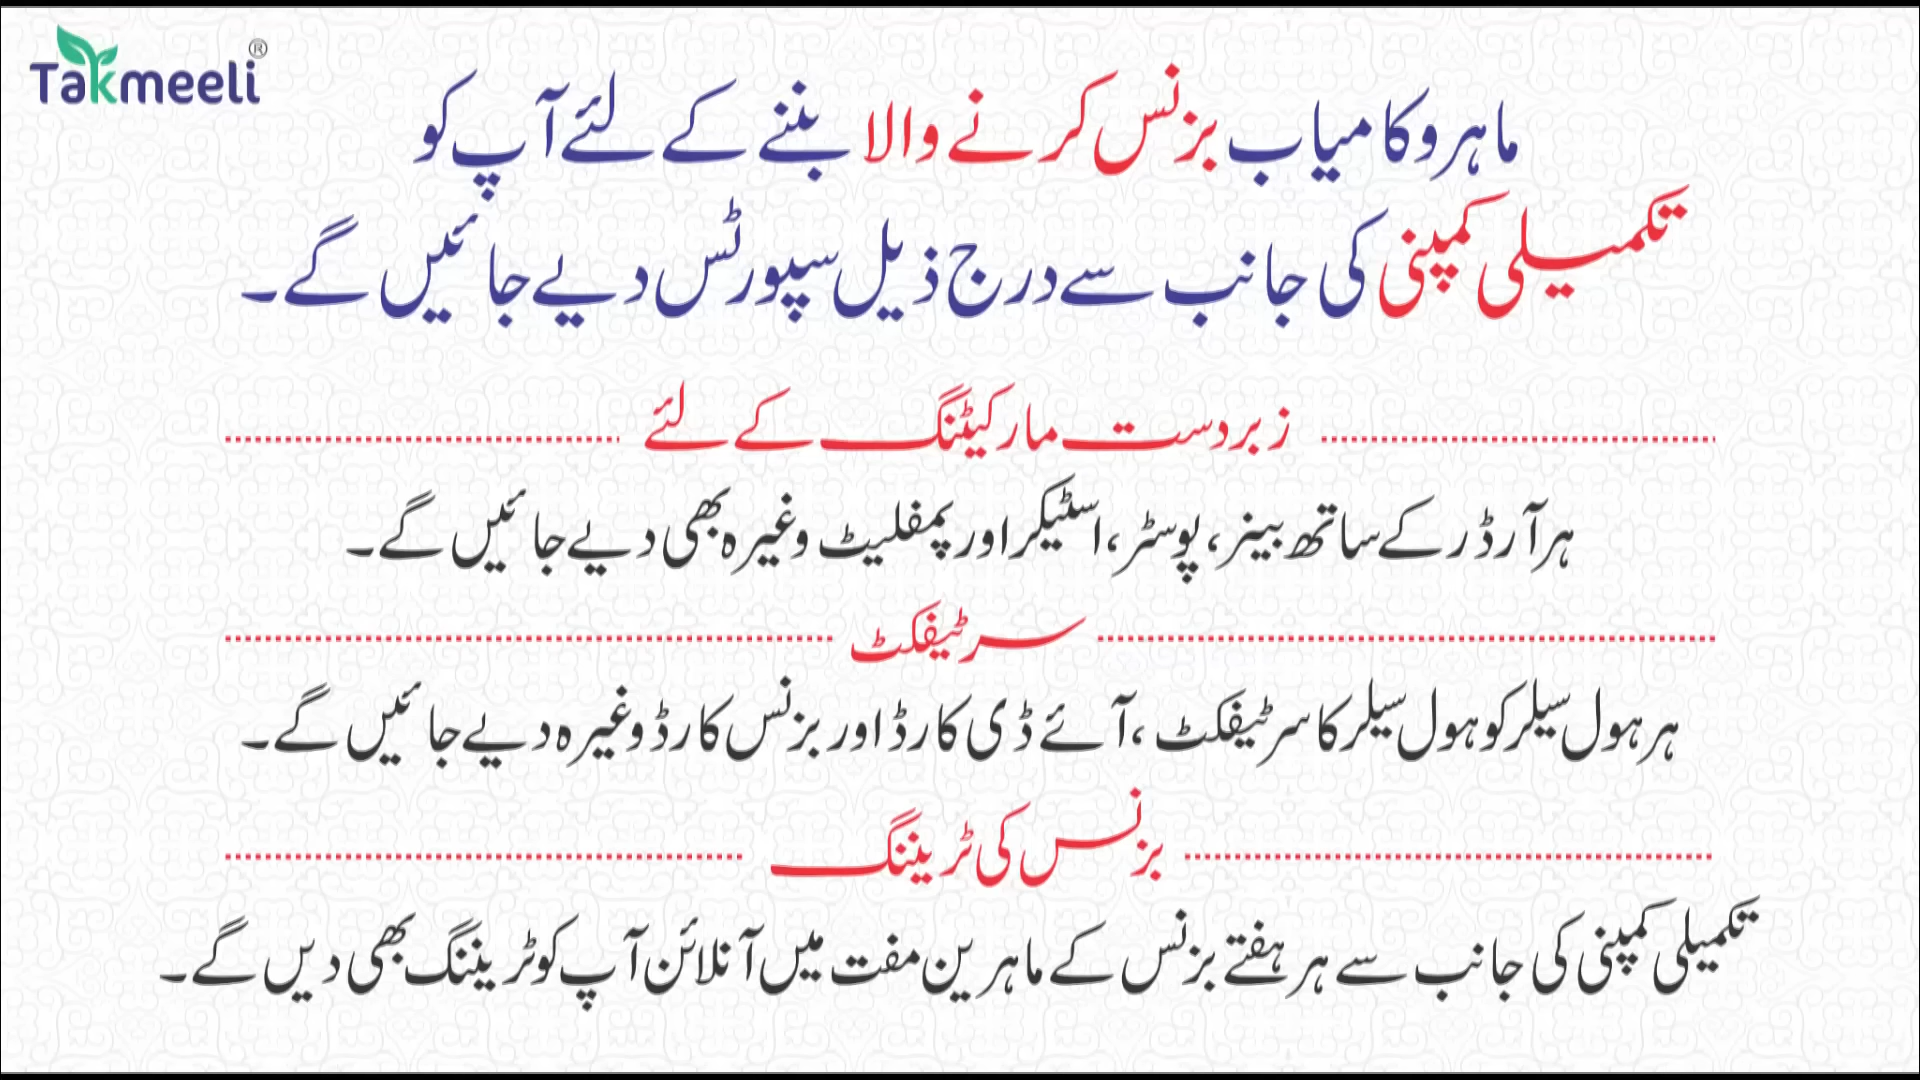 Takmeeli®
ماہر و کامیاب بزنس کرنے والا بننے کے لئے آپ کو
تکمیلی کمپنی کی جانب سے درج ذیل سپورٹس دیے جائیں گے۔
زبردست مارکیٹنگ کے لئے
ہر آرڈر کے ساتھ بینر، پوسٹر، اسٹیکر اور پمفلیٹ وغیرہ بھی دیے جائیں گے۔
سرٹیفکٹ
ہر ہول سیلر کو ہول سیلر کا سرٹیفکٹ، آئے ڈی کارڈ اور بزنس کارڈ وغیرہ دیے جائیں گے۔
بزنس کی ٹریننگ
تکمیلی کمپنی کی جانب سے ہر ہفتے بزنس کے ماہرین مفت میں آنلائن آپ کو ٹریننگ بھی دیں گے۔